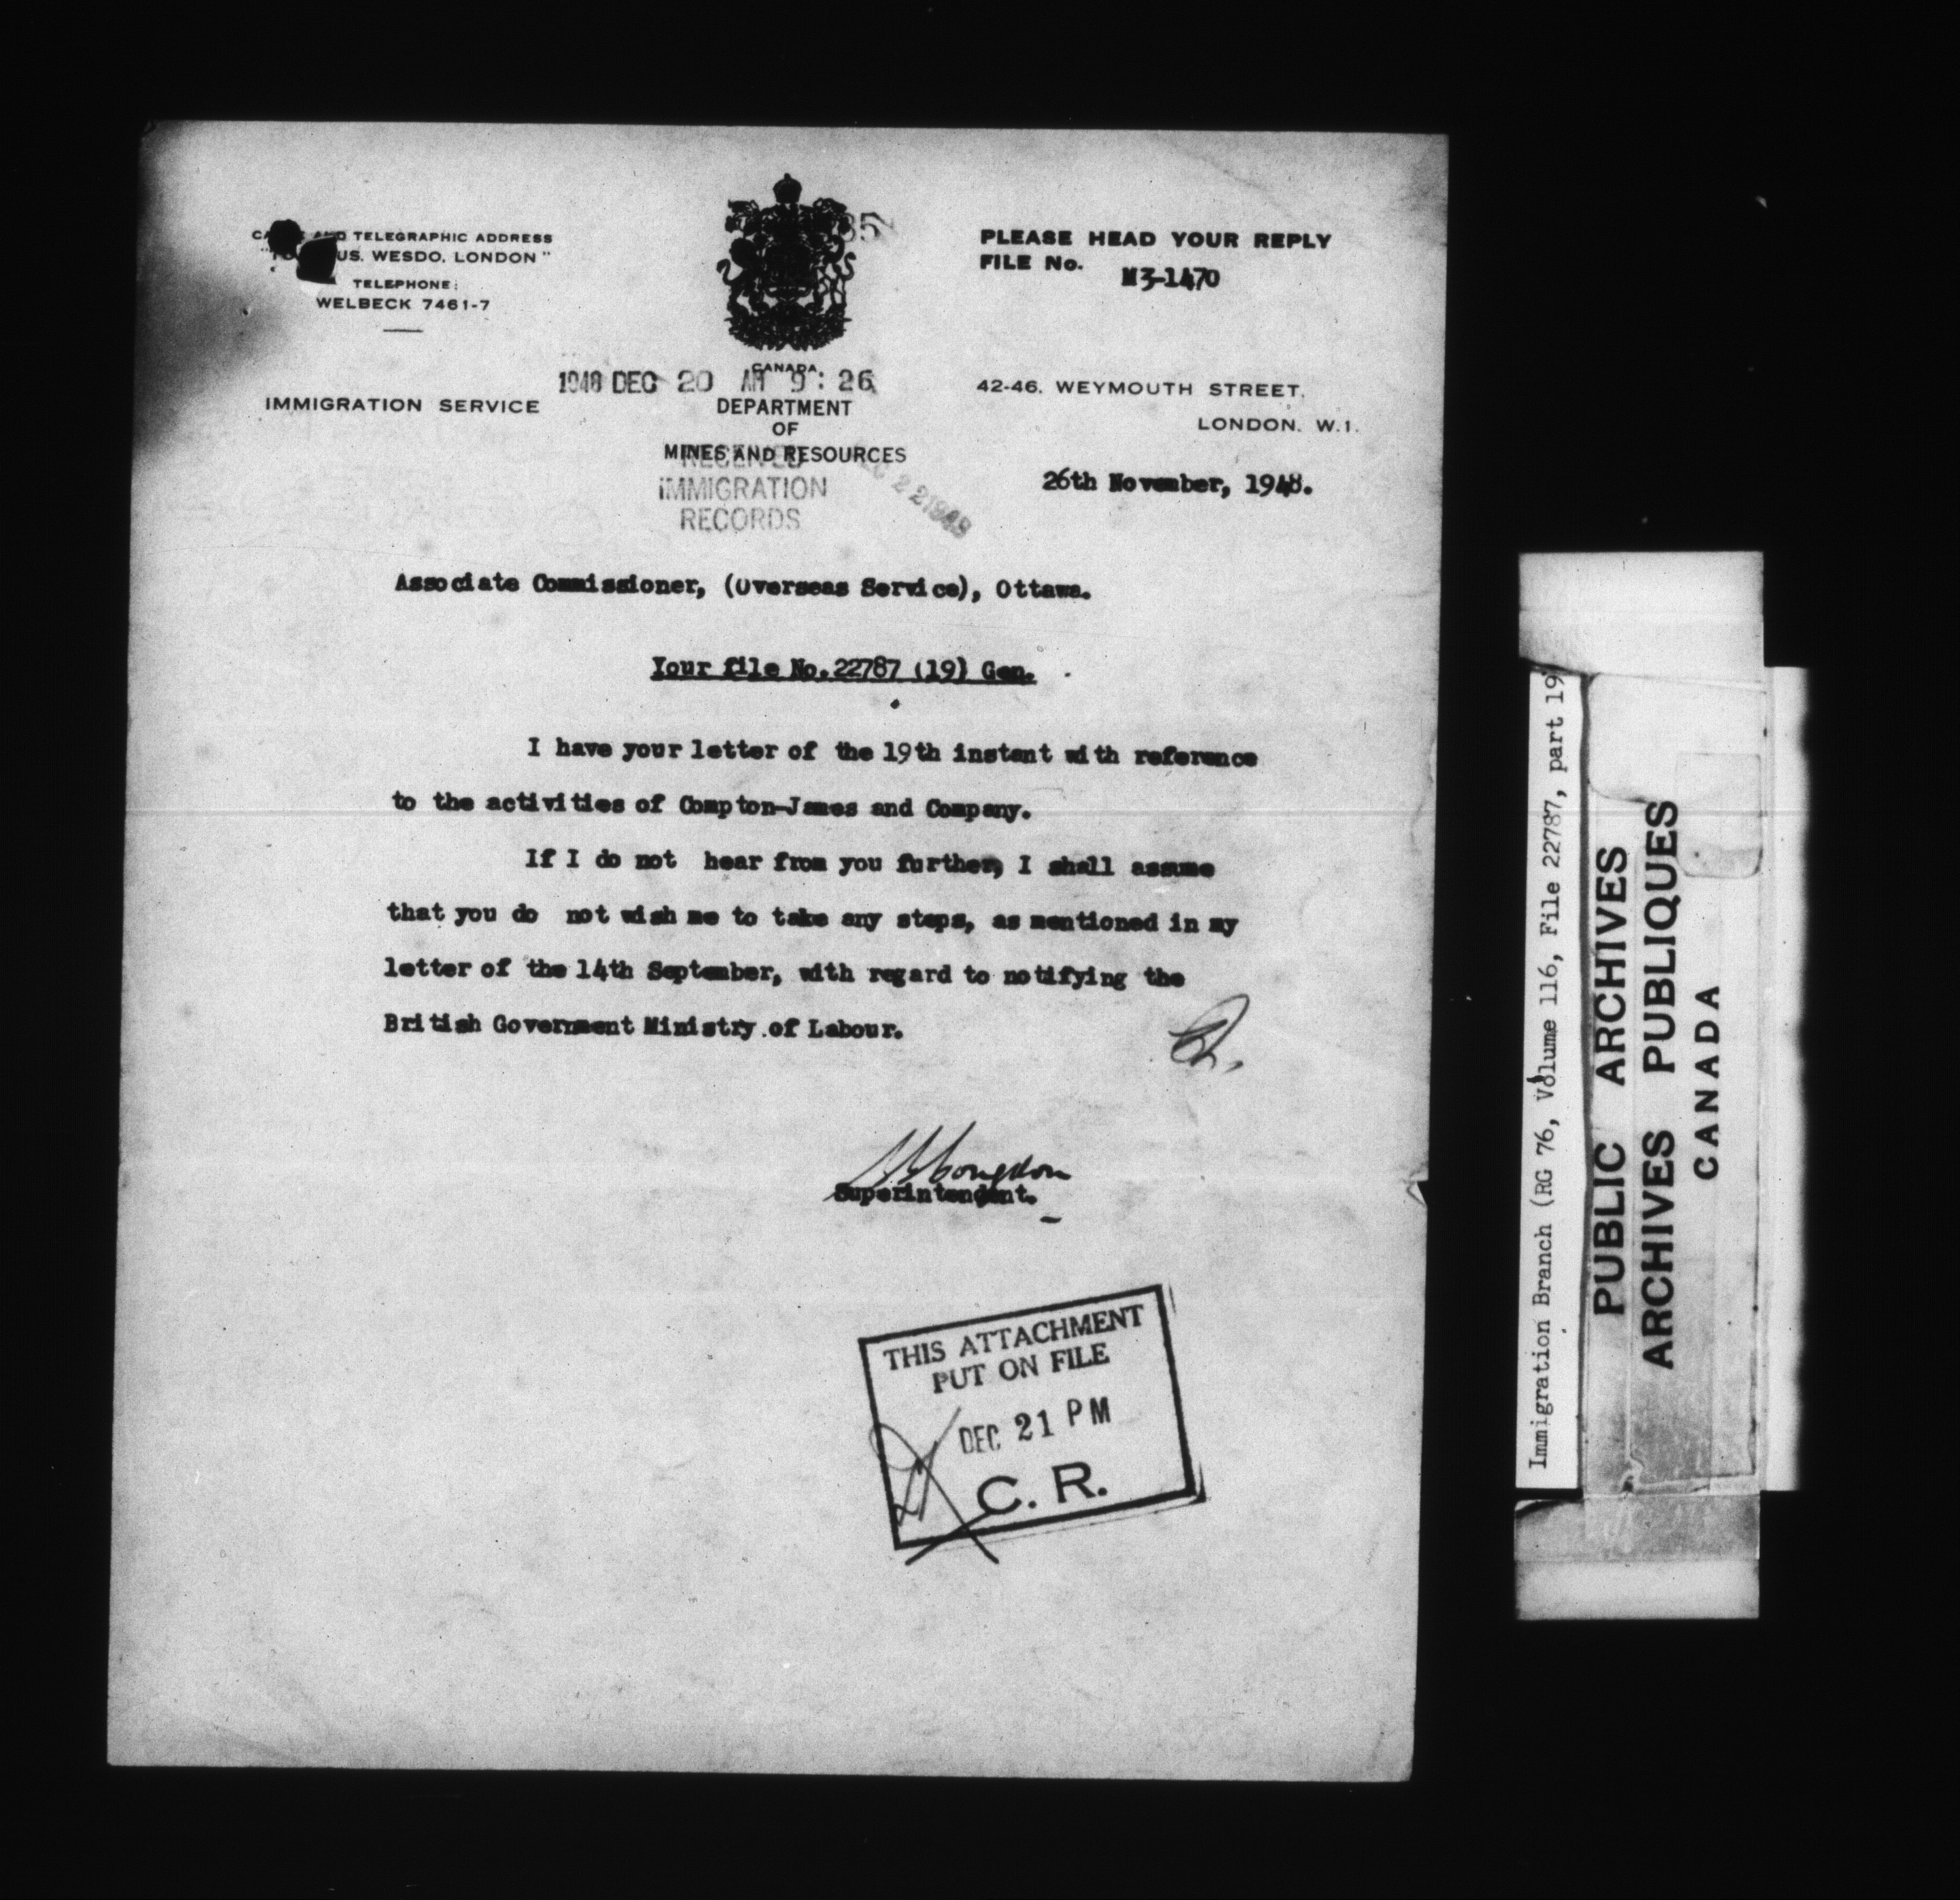 AND TELEGRAPHIC ADDRESS
US. WESDO. LONDON"
TELEPHONE:
WELBECK 7461-7
IMMIGRATION SERVICE
1948 DEC 20 AM 9:26
CANADA
DEPARTMENT
OF
MINES AND RESOURCES
RECEIVED
IMMIGRATION
RECORDS
DEC 22 1948
PLEASE HEAD YOUR REPLY
FILE No. M3-1470
42-46. WEYMOUTH STREET.
LONDON. W.1.
26th November, 1948.
Associate Commissioner, (Overseas Service), Ottawa.
Your file No. 22787 (19) Gen.
I have your letter of the 19th instant with reference
to the activities of Compton-James and Company.
If I do not hear from you further, I shall assume
that you do not wish me to take any steps, as mentioned in my
letter of the 14th September, with regard to notifying the
British Government Ministry of Labour.
Superintendent.
THIS ATTACHMENT
PUT ON FILE
DEC 21 PM
C. R.
Immigration Branch (RG 76, Volume 116, File 22787, part 19
PUBLIC ARCHIVES
ARCHIVES PUBLIQUES
CANADA